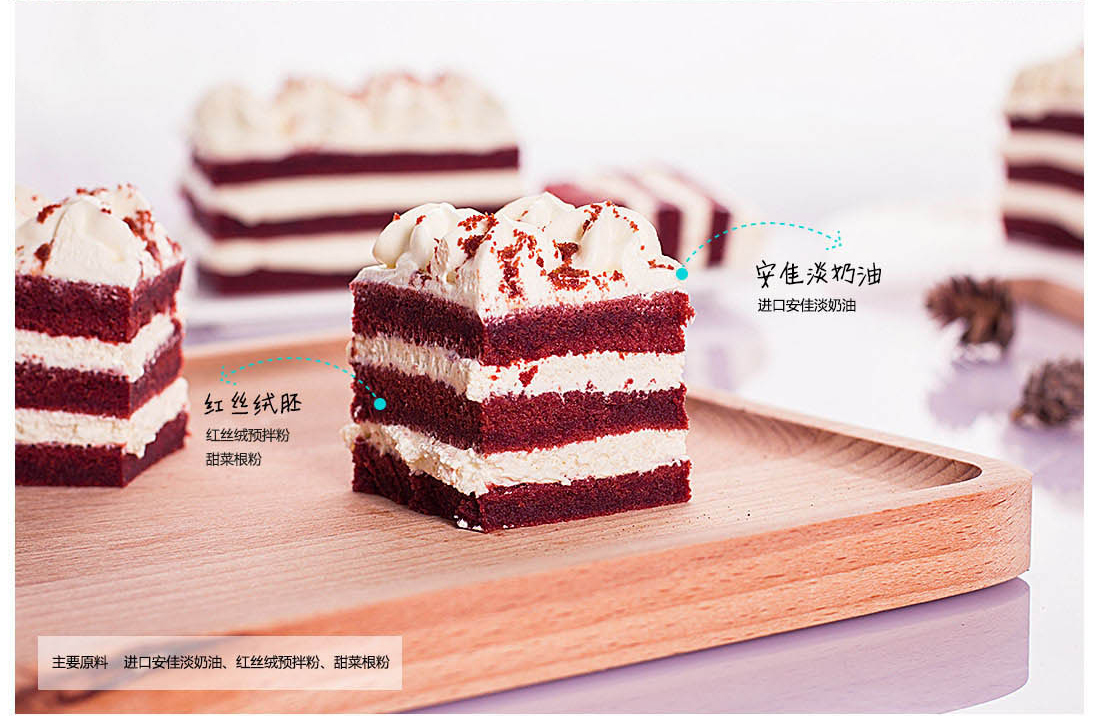 安佳淡奶油
进口安佳淡奶油
红丝绒胚
红丝绒预拌粉
甜菜根粉
主要原料 进口安佳淡奶油、红丝绒预拌粉、甜菜根粉